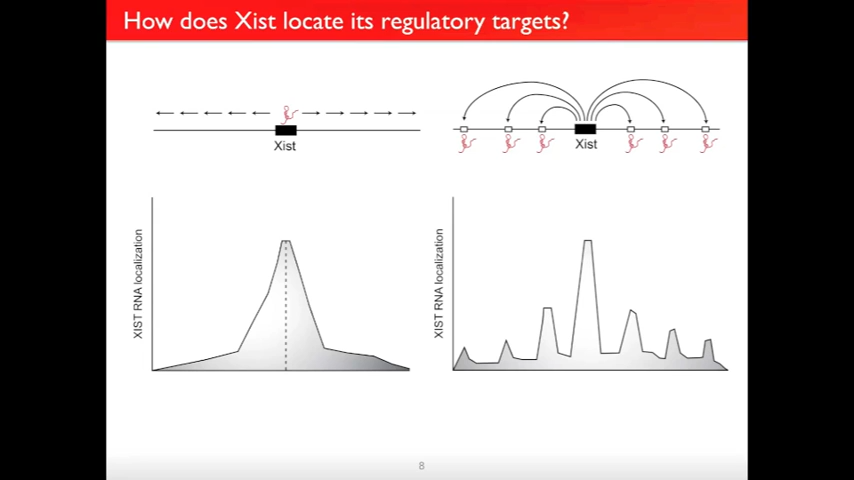 How does Xist locate its regulatory targets?
Xist
Xist
XIST RNA localization
XIST RNA localization
8